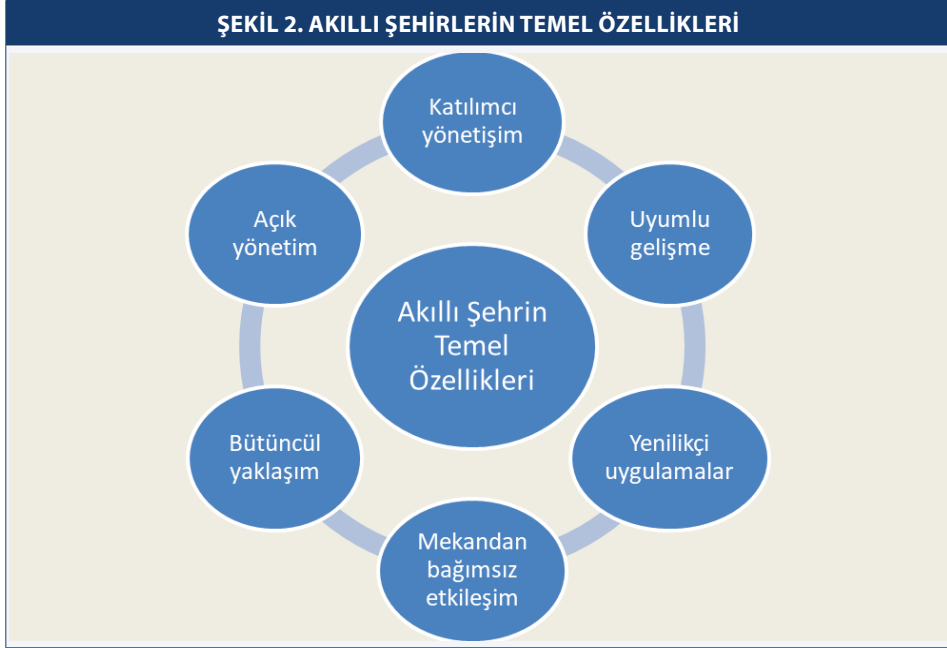 ŞEKİL 2. AKILLI ŞEHİRLERİN TEMEL ÖZELLİKLERİ
Katılımcı
yönetişim
Uyumlu
gelişme
Yenilikçi
uygulamalar
Mekandan
bağımsız
etkileşim
Bütüncül
yaklaşım
Açık
yönetim
Akıllı Şehrin
Temel
Özellikleri